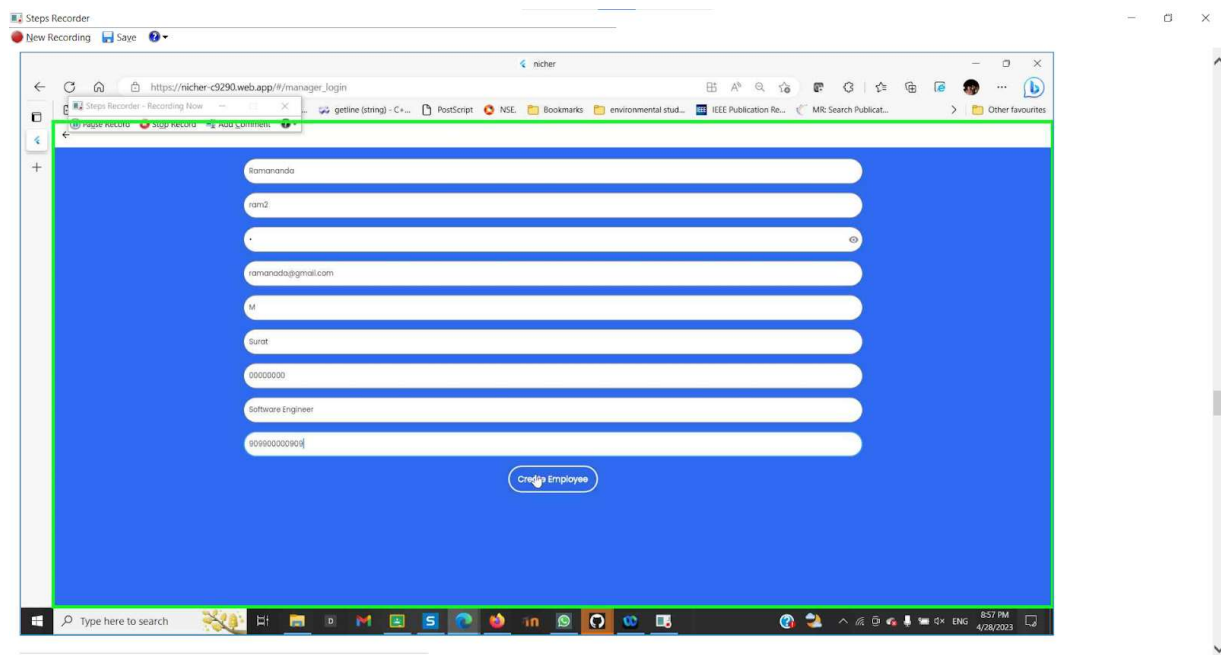 Steps Recorder
New Recording Save
nicher
https://nicher-c9290.web.app/#/manager_login
Steps Recorder - Recording Now
getline (string) - C+... PostScript NSE. Bookmarks environmental stud... IEEE Publication Re... MR: Search Publicat... Other favourites
Pause Record Stop Record Add Comment
Ramananda
ram2
ramanada@gmail.com
M
Surat
00000000
Software Engineer
909900000909
Create Employee
Type here to search
ENG
8:57 PM
4/28/2023